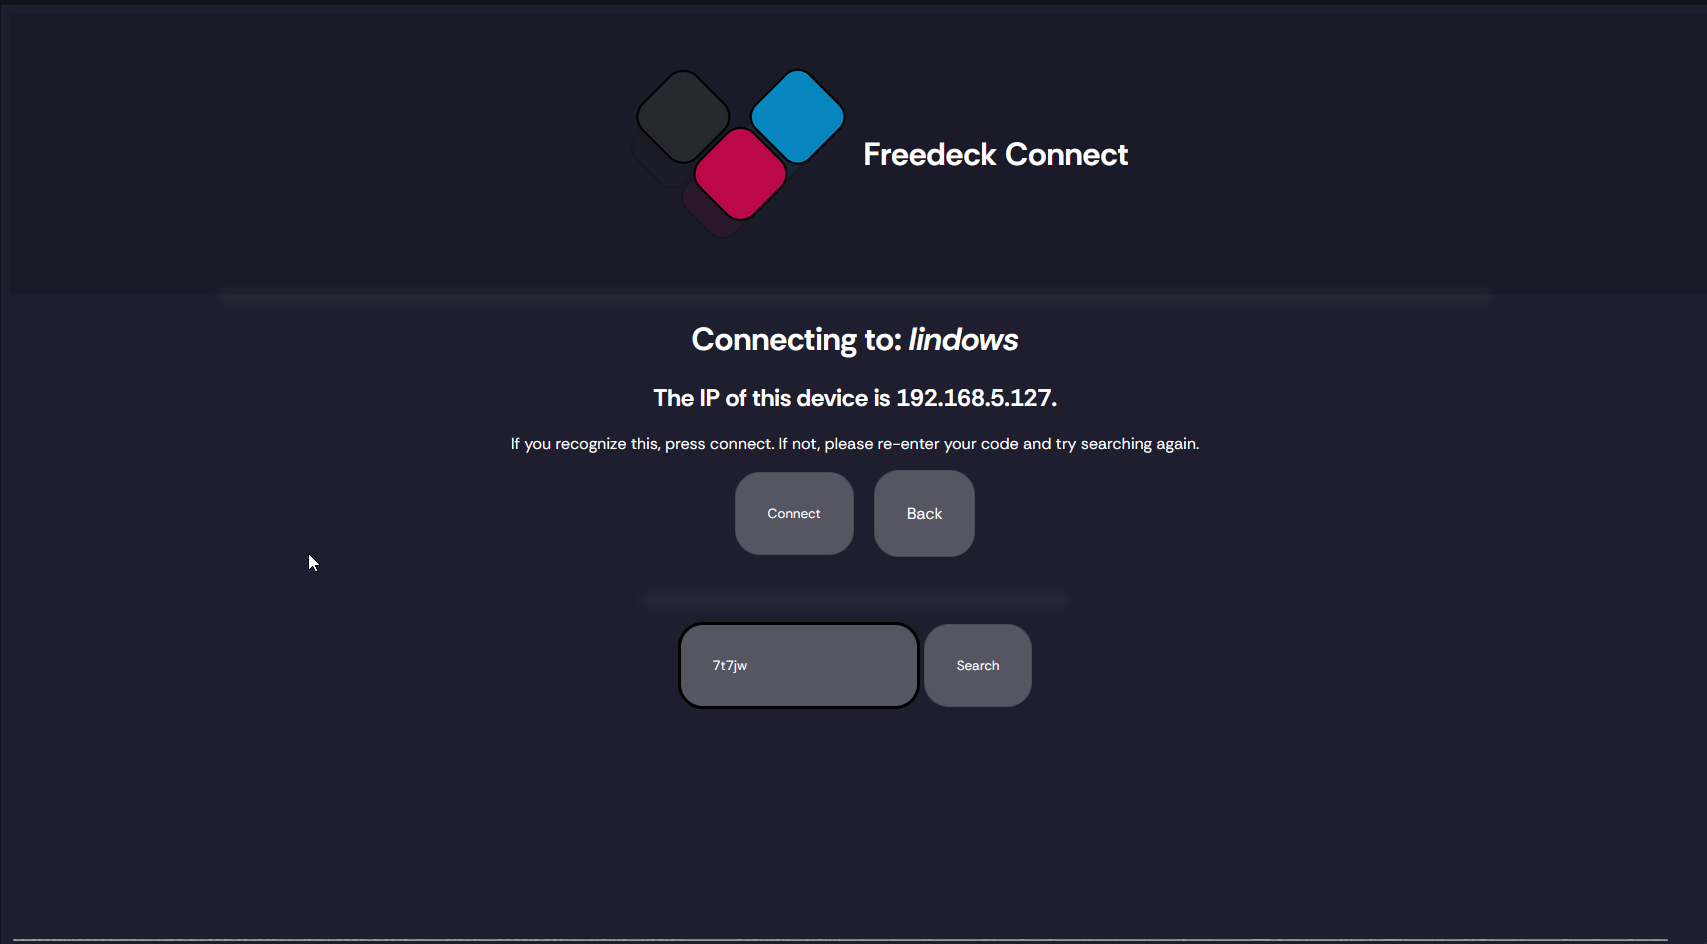 Freedeck Connect
Connecting to: lindows
The IP of this device is 192.168.5.127.
If you recognize this, press connect. If not, please re-enter your code and try searching again.
Connect Back
7t7jw Search